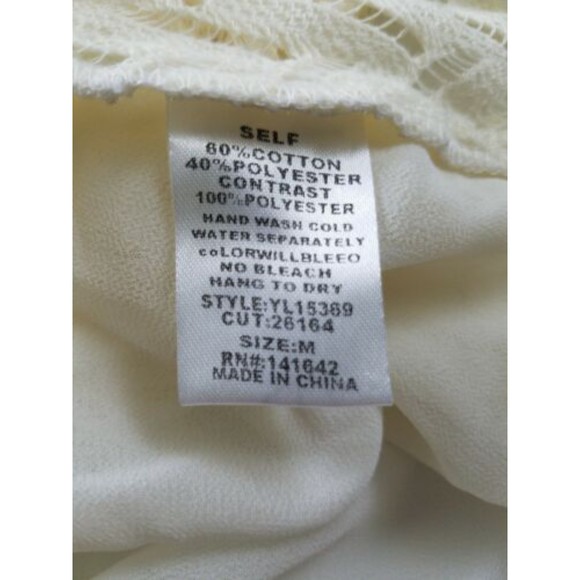 SELF
60%COTTON
40%POLYESTER
CONTRAST
100%POLYESTER
HAND WASH COLD
WATER SEPARATELY
coLORWILLBLEEO
NO BLEACH
HANG TO DRY
STYLE:YL15369
CUT:26164
SIZE:M
RN#:141642
MADE IN CHINA